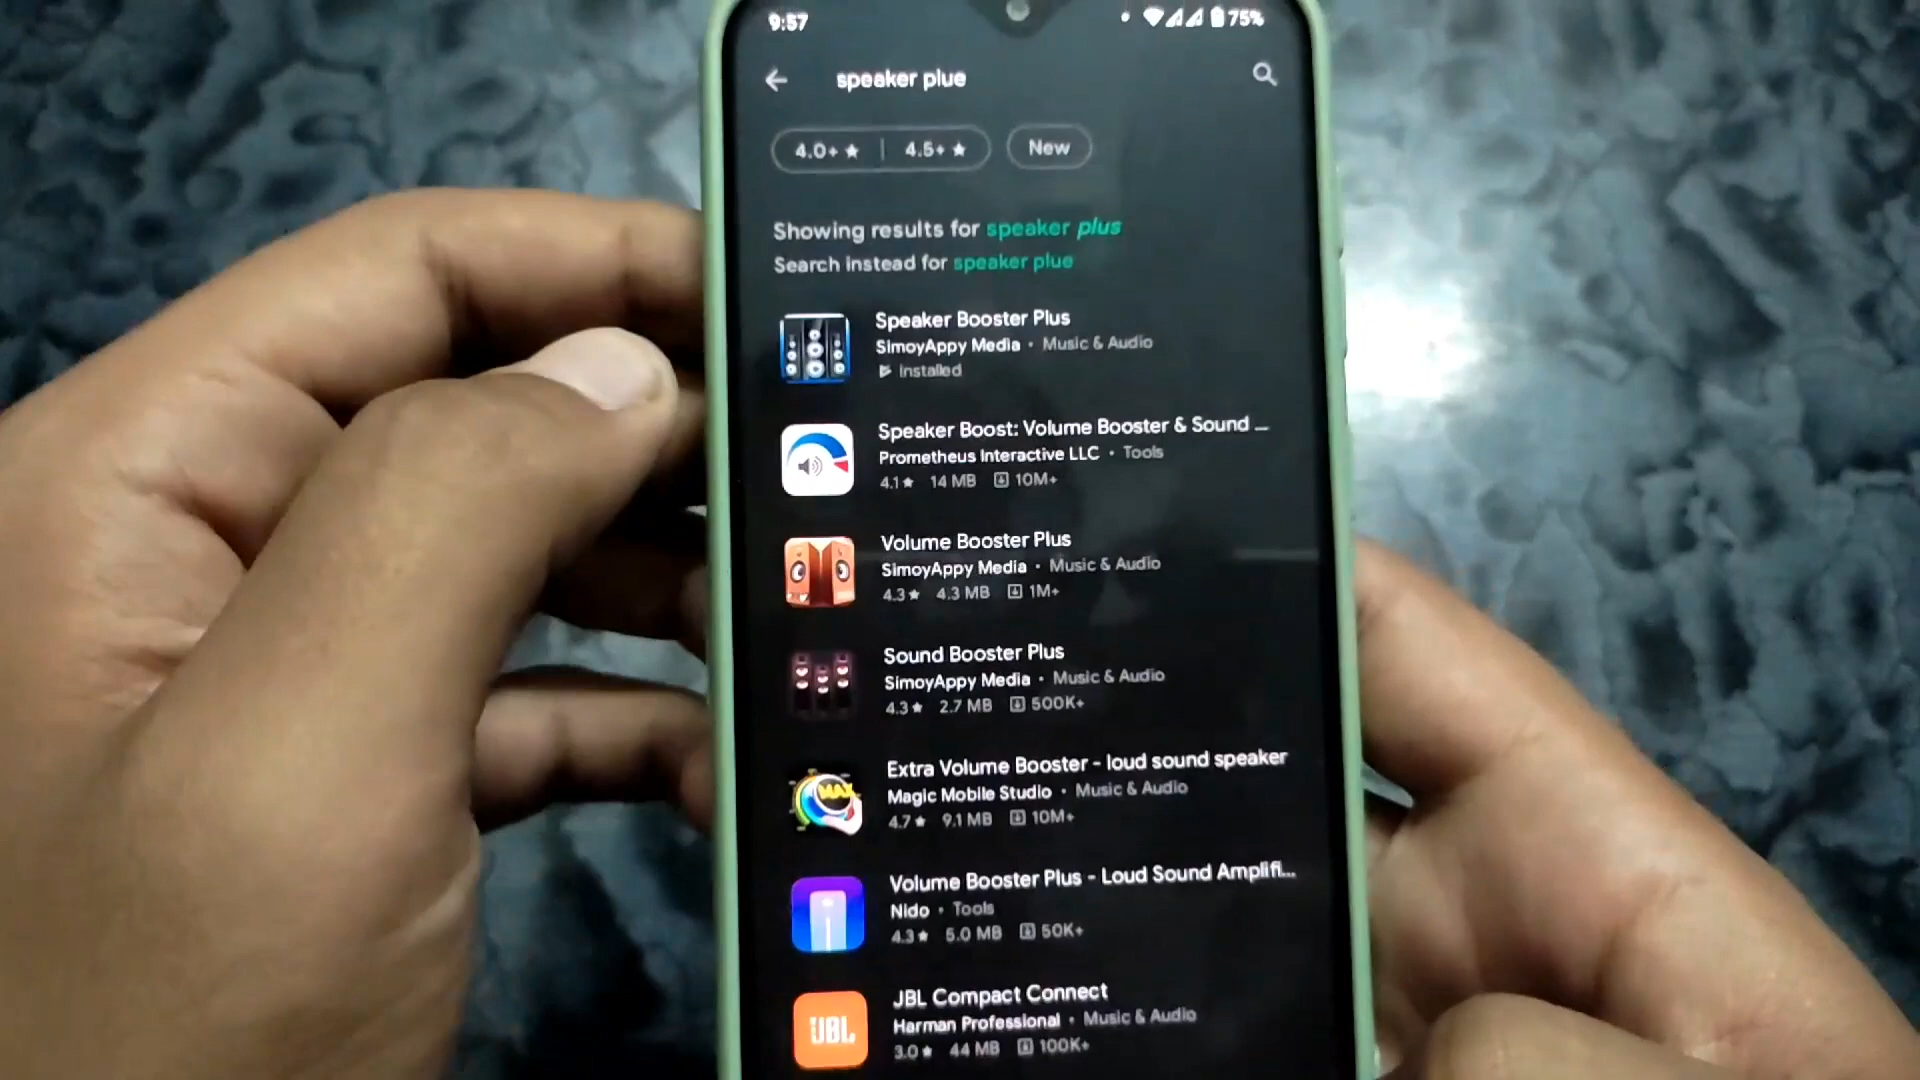 9:57
75%
speaker plue
4.0+ ★ | 4.5+ ★
New
Showing results for speaker plus
Search instead for speaker plue
Speaker Booster Plus
SimoyAppy Media • Music & Audio
Installed
Speaker Boost: Volume Booster & Sound ...
Prometheus Interactive LLC • Tools
4.1★ 14 MB 10M+
Volume Booster Plus
SimoyAppy Media • Music & Audio
4.3★ 4.3 MB 1M+
Sound Booster Plus
SimoyAppy Media • Music & Audio
4.3★ 2.7 MB 500K+
Extra Volume Booster - loud sound speaker
MAX
Magic Mobile Studio • Music & Audio
4.7★ 9.1 MB 10M+
Volume Booster Plus - Loud Sound Amplifi...
Nido • Tools
4.3★ 5.0 MB 50K+
JBL Compact Connect
JBL
Harman Professional • Music & Audio
3.0★ 44 MB 100K+